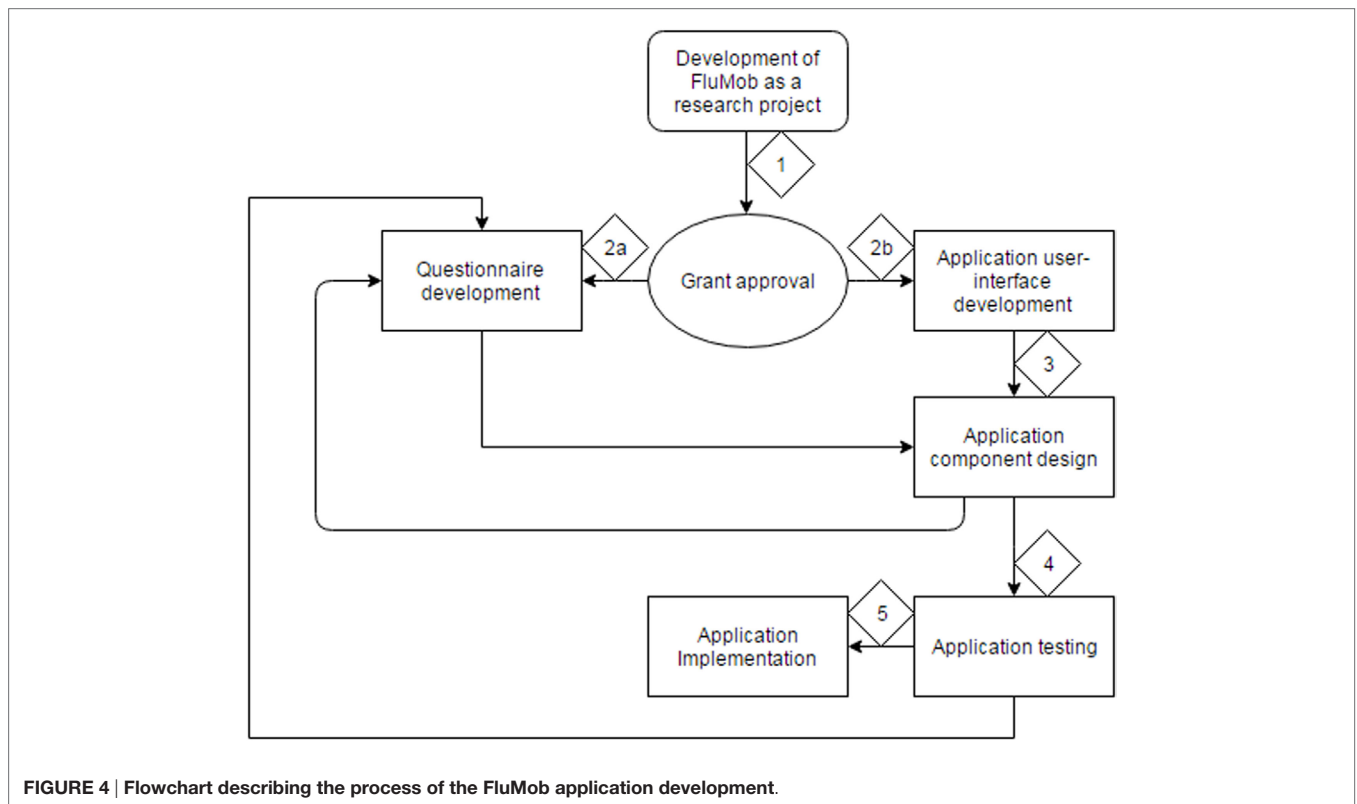 Development of
FluMob as a
research project
1
2a
2b
Questionnaire
development
Grant approval
Application user-
interface
development
3
Application
component design
4
5
Application
Implementation
Application testing
FIGURE 4 | Flowchart describing the process of the FluMob application development.